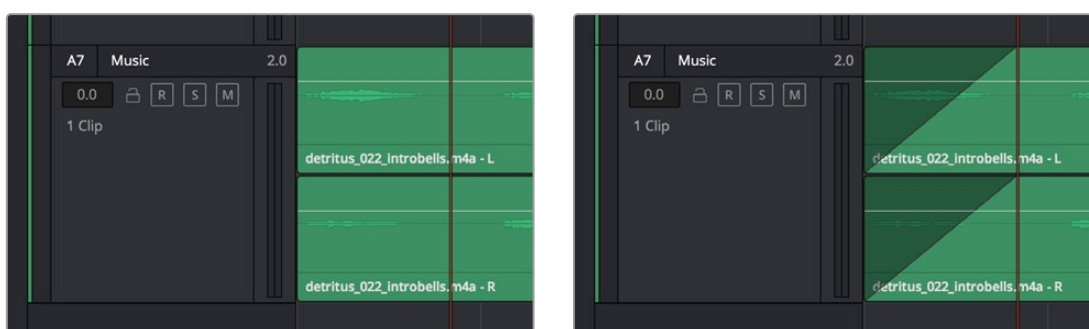 A7 Music 2.0
0.0 R S M
1 Clip
detritus_022_introbells.m4a - L
detritus_022_introbells.m4a - R
A7 Music 2.0
0.0 R S M
1 Clip
detritus_022_introbells.m4a - L
detritus_022_introbells.m4a - R